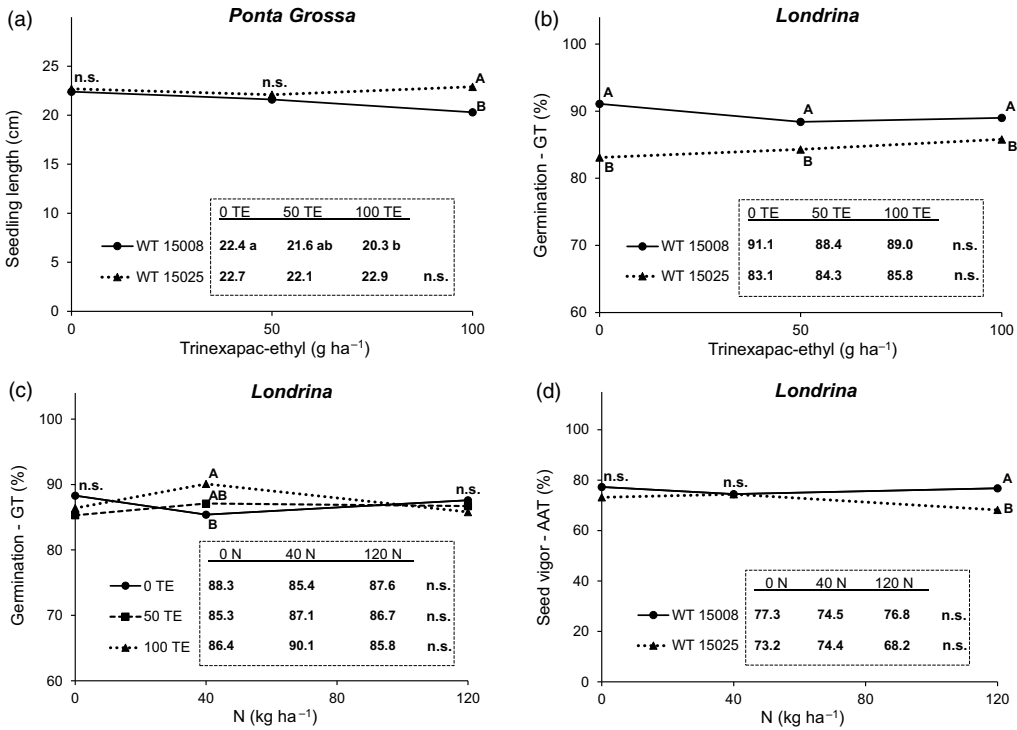 (a)
Ponta Grossa
Seedling length (cm)
25
20
15
10
5
0
n.s.
n.s.
A
B
0 TE 50 TE 100 TE
WT 15008 22.4 a 21.6 ab 20.3 b
WT 15025 22.7 22.1 22.9 n.s.
0 50 100
Trinexapac-ethyl (g ha⁻¹)
(b)
Londrina
Germination - GT (%)
100
90
80
70
60
A
A
A
B
B
B
0 TE 50 TE 100 TE
WT 15008 91.1 88.4 89.0 n.s.
WT 15025 83.1 84.3 85.8 n.s.
0 50 100
Trinexapac-ethyl (g ha⁻¹)
(c)
Londrina
Germination - GT (%)
100
90
80
70
60
n.s.
A
AB
B
n.s.
0 N 40 N 120 N
0 TE 88.3 85.4 87.6 n.s.
50 TE 85.3 87.1 86.7 n.s.
100 TE 86.4 90.1 85.8 n.s.
0 40 80 120
N (kg ha⁻¹)
(d)
Londrina
Seed vigor - AAT (%)
100
80
60
40
20
0
n.s.
n.s.
A
B
0 N 40 N 120 N
WT 15008 77.3 74.5 76.8 n.s.
WT 15025 73.2 74.4 68.2 n.s.
0 40 80 120
N (kg ha⁻¹)